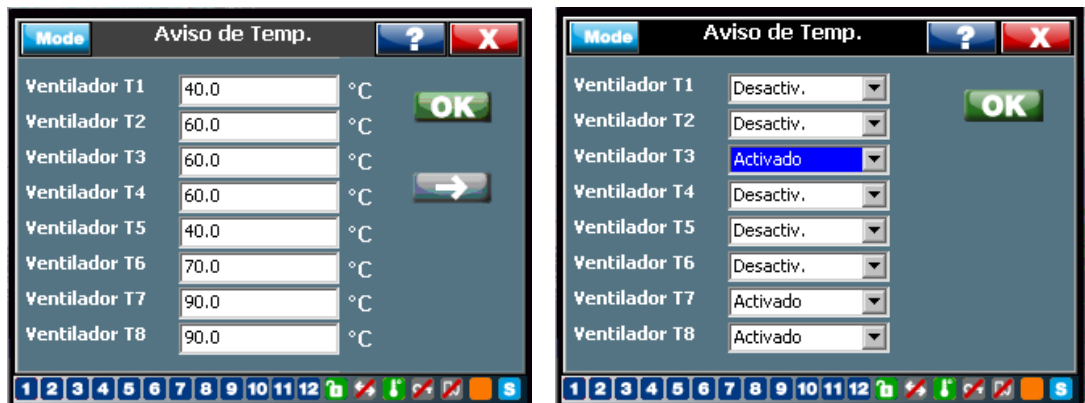 Mode Aviso de Temp. ? X
Ventilador T1 40.0 °C
OK
Ventilador T2 60.0 °C
Ventilador T3 60.0 °C
Ventilador T4 60.0 °C
Ventilador T5 40.0 °C
Ventilador T6 70.0 °C
Ventilador T7 90.0 °C
Ventilador T8 90.0 °C
1 2 3 4 5 6 7 8 9 10 11 12 S
Mode Aviso de Temp. ? X
Ventilador T1 Desactiv.
OK
Ventilador T2 Desactiv.
Ventilador T3 Activado
Ventilador T4 Desactiv.
Ventilador T5 Desactiv.
Ventilador T6 Desactiv.
Ventilador T7 Activado
Ventilador T8 Activado
1 2 3 4 5 6 7 8 9 10 11 12 S